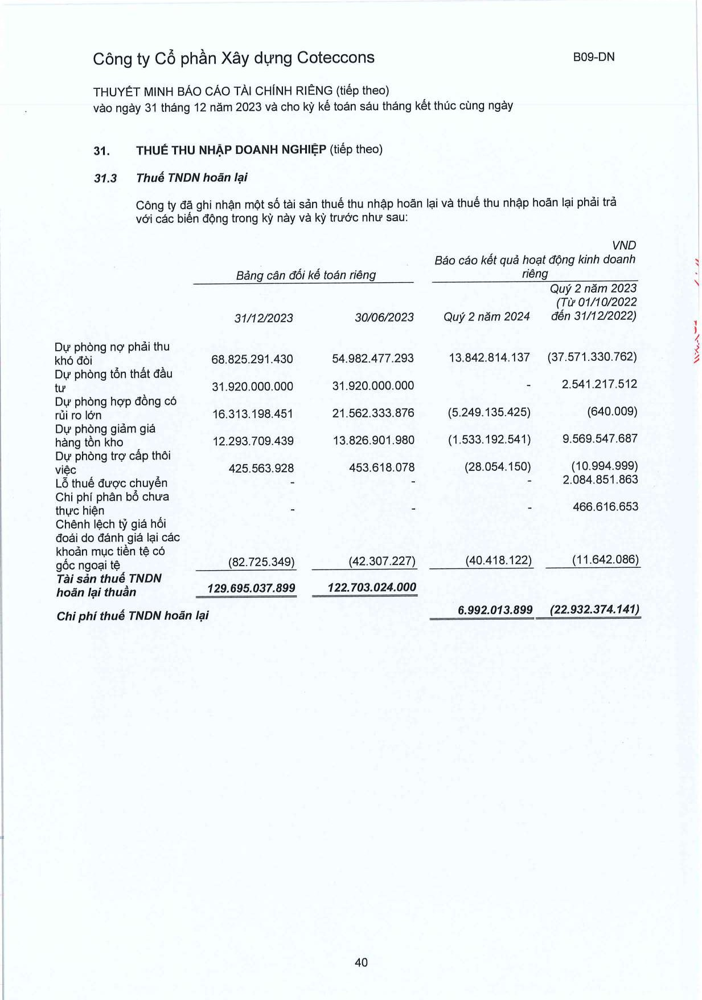 Công ty Cổ phần Xây dựng Coteccons
B09-DN
THUYẾT MINH BÁO CÁO TÀI CHÍNH RIÊNG (tiếp theo)
vào ngày 31 tháng 12 năm 2023 và cho kỳ kế toán sáu tháng kết thúc cùng ngày
31. THUẾ THU NHẬP DOANH NGHIỆP (tiếp theo)
31.3 Thuế TNDN hoãn lại
Công ty đã ghi nhận một số tài sản thuế thu nhập hoãn lại và thuế thu nhập hoãn lại phải trả
với các biến động trong kỳ này và kỳ trước như sau:
VND
Báo cáo kết quả hoạt động kinh doanh
Bảng cân đối kế toán riêng riêng
Quý 2 năm 2023
(Từ 01/10/2022
31/12/2023 30/06/2023 Quý 2 năm 2024 đến 31/12/2022)
Dự phòng nợ phải thu
khó đòi 68.825.291.430 54.982.477.293 13.842.814.137 (37.571.330.762)
Dự phòng tổn thất đầu
tư 31.920.000.000 31.920.000.000 - 2.541.217.512
Dự phòng hợp đồng có
rủi ro lớn 16.313.198.451 21.562.333.876 (5.249.135.425) (640.009)
Dự phòng giảm giá
hàng tồn kho 12.293.709.439 13.826.901.980 (1.533.192.541) 9.569.547.687
Dự phòng trợ cấp thôi
việc 425.563.928 453.618.078 (28.054.150) (10.994.999)
Lỗ thuế được chuyển - - - 2.084.851.863
Chi phí phân bổ chưa
thực hiện - - - 466.616.653
Chênh lệch tỷ giá hối
đoái do đánh giá lại các
khoản mục tiền tệ có
gốc ngoại tệ (82.725.349) (42.307.227) (40.418.122) (11.642.086)
Tài sản thuế TNDN
hoãn lại thuần 129.695.037.899 122.703.024.000
Chi phí thuế TNDN hoãn lại 6.992.013.899 (22.932.374.141)
40